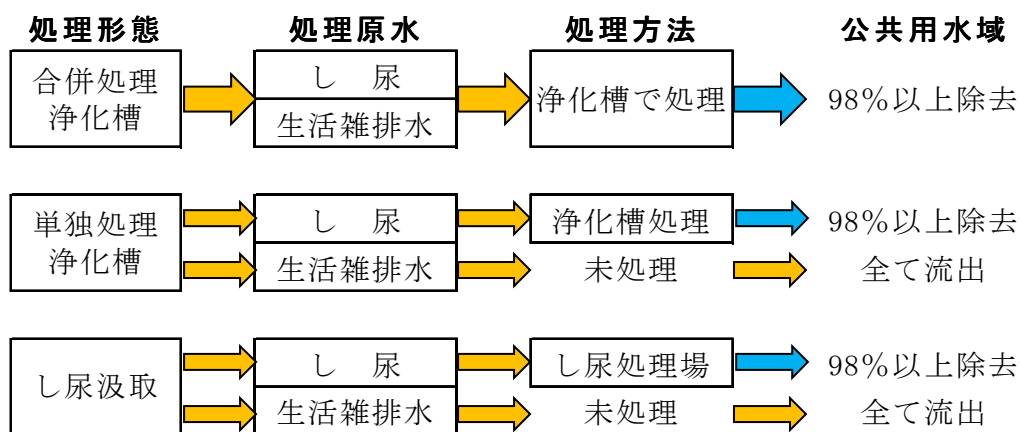 処理形態 処理原水 処理方法 公共用水域
合併処理
浄化槽
し 尿
生活雑排水
浄化槽で処理
98%以上除去
単独処理
浄化槽
し 尿
浄化槽処理
98%以上除去
生活雑排水
未処理
全て流出
し尿汲取
し 尿
し尿処理場
98%以上除去
生活雑排水
未処理
全て流出